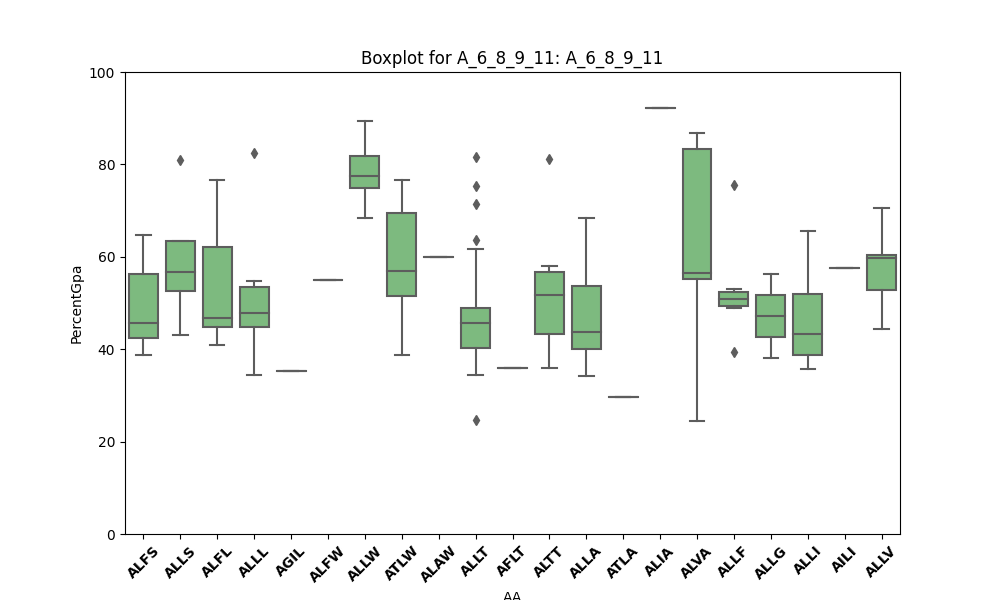 Boxplot for A_6_8_9_11: A_6_8_9_11
PercentGpa
100
80
60
40
20
0
ALFS
ALLS
ALFL
ALLL
AGIL
ALFW
ALLW
ATLW
ALAW
ALLT
AFLT
ALTT
ALLA
ATLA
ALIA
ALVA
ALLF
ALLG
ALLI
AILI
ALLV
AA